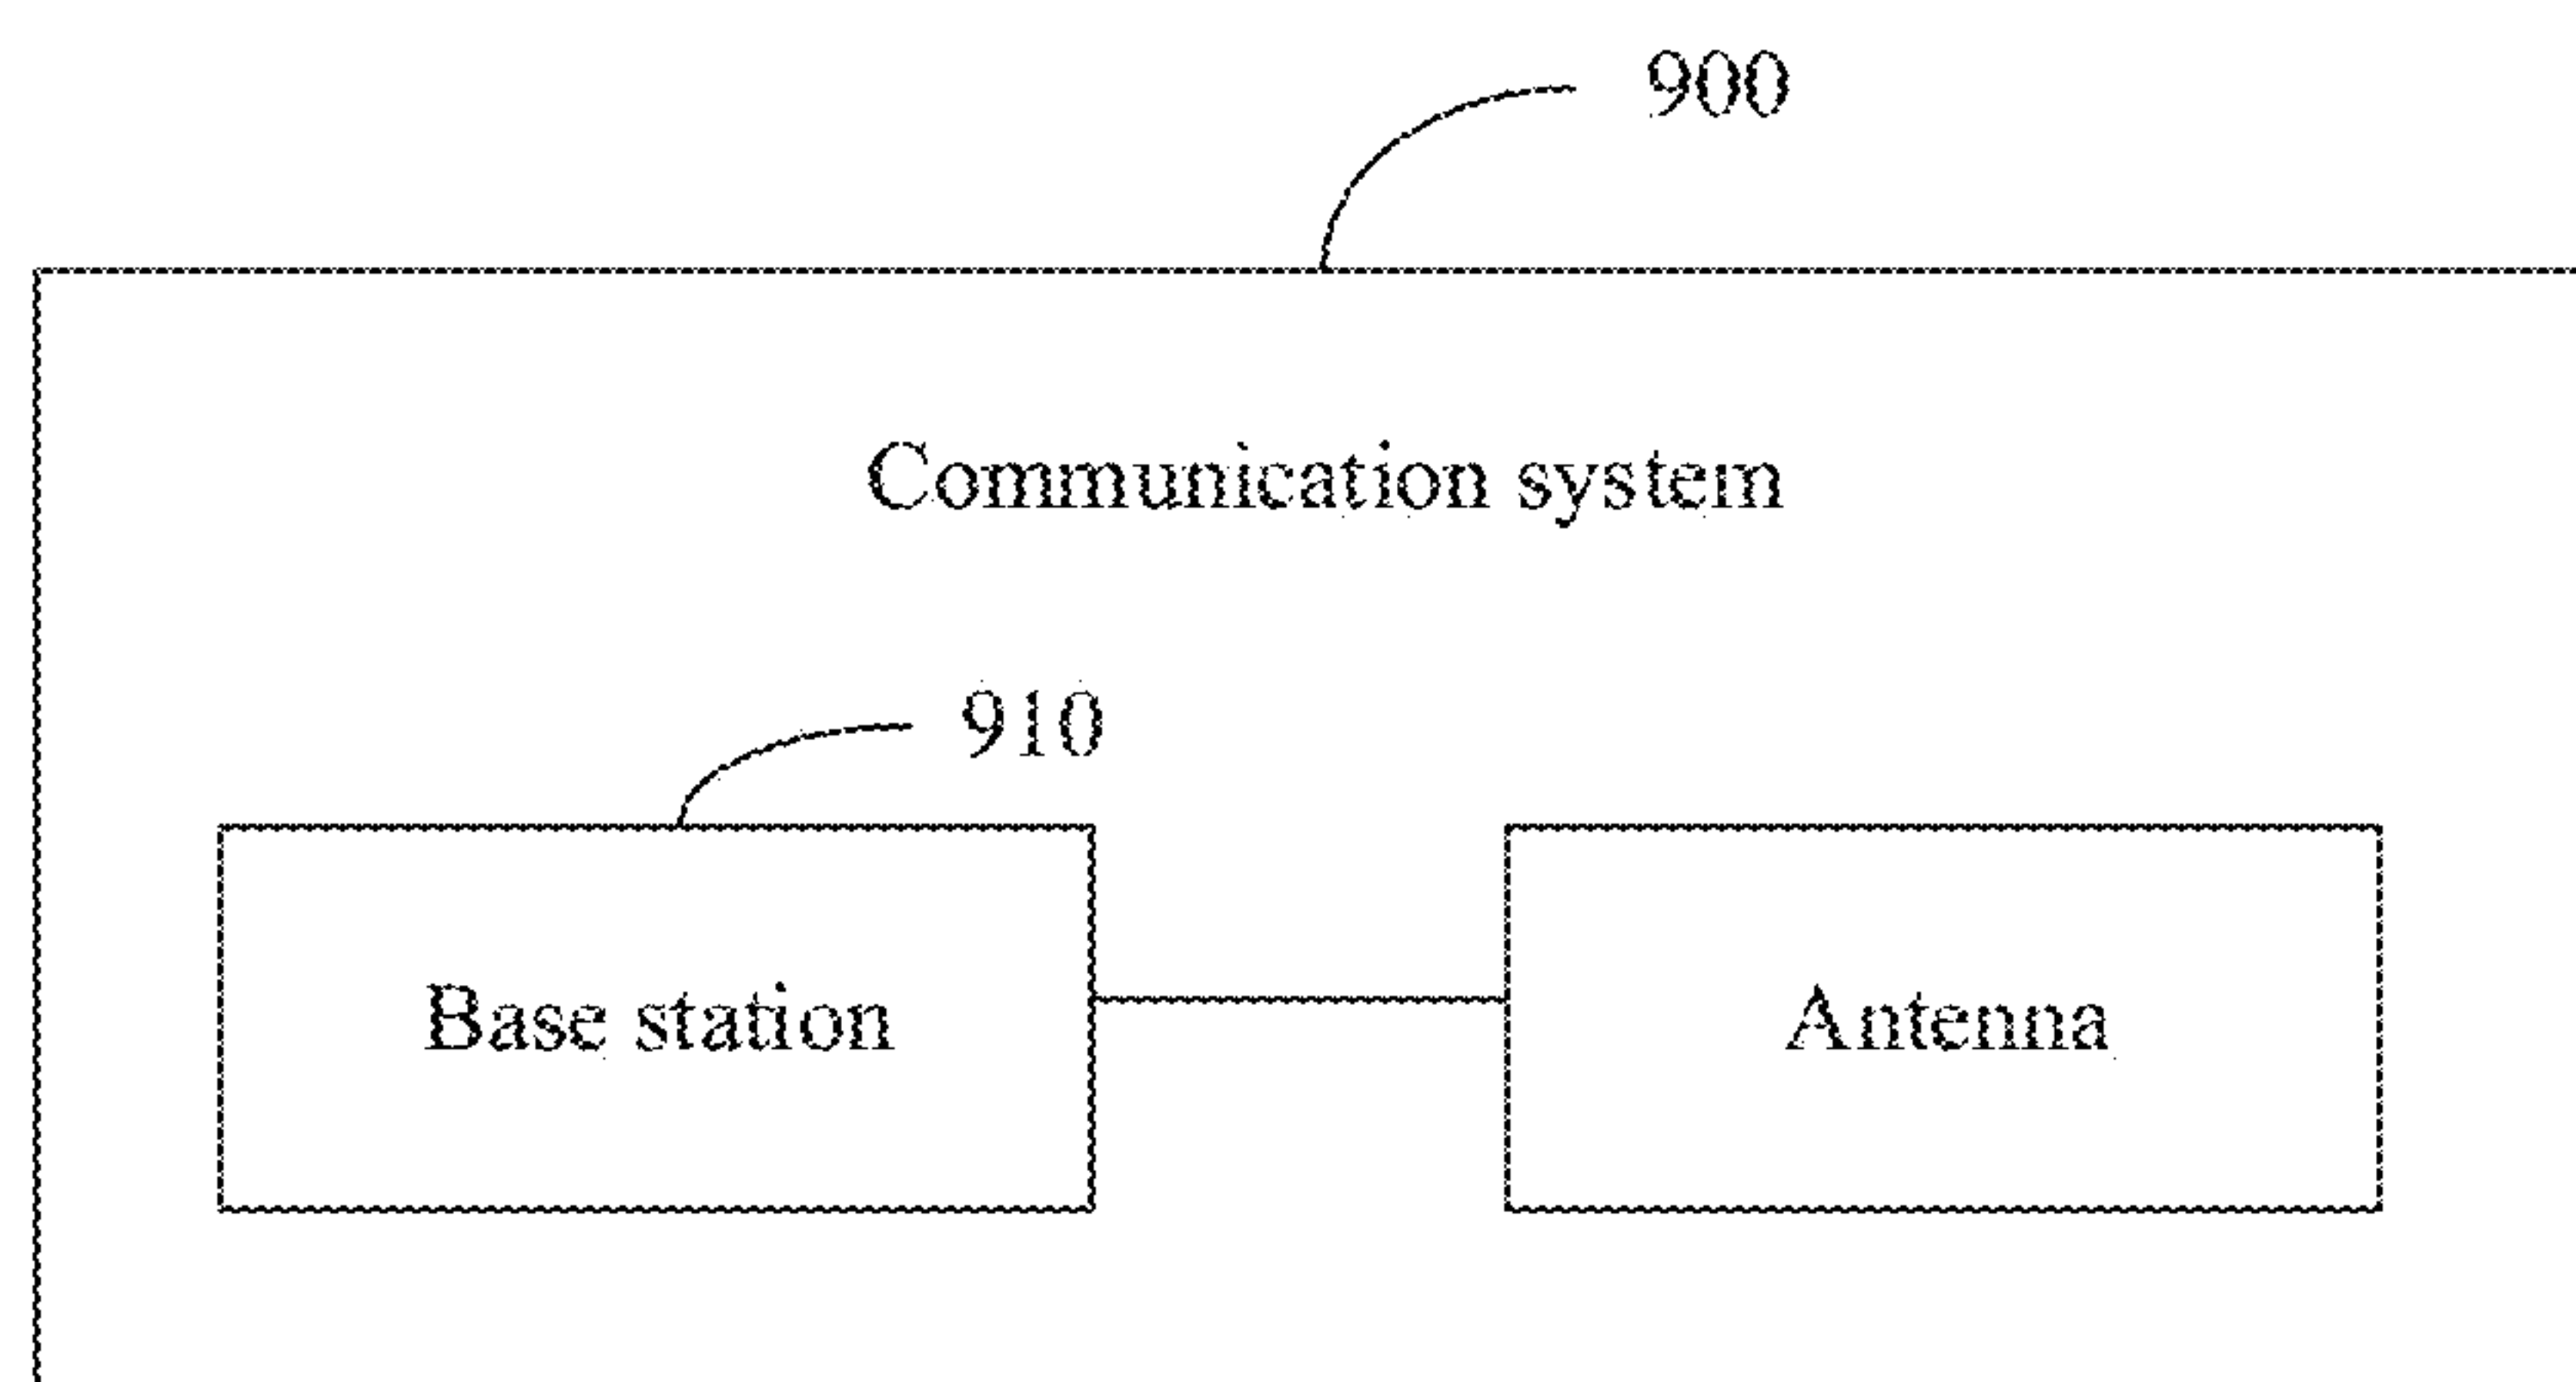 900
Communication system
910
Base station
Antenna